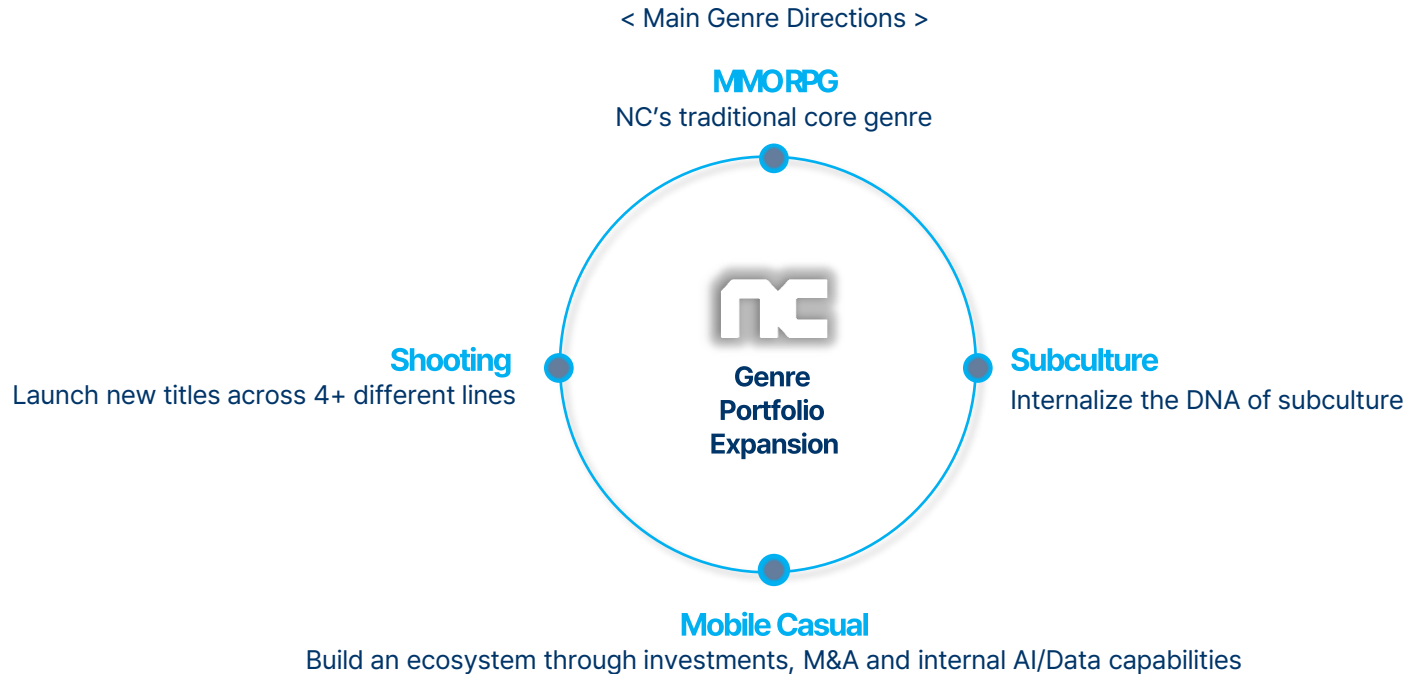 < Main Genre Directions >
MMORPG
NC’s traditional core genre
nc
Genre
Portfolio
Expansion
Shooting
Launch new titles across 4+ different lines
Subculture
Internalize the DNA of subculture
Mobile Casual
Build an ecosystem through investments, M&A and internal AI/Data capabilities